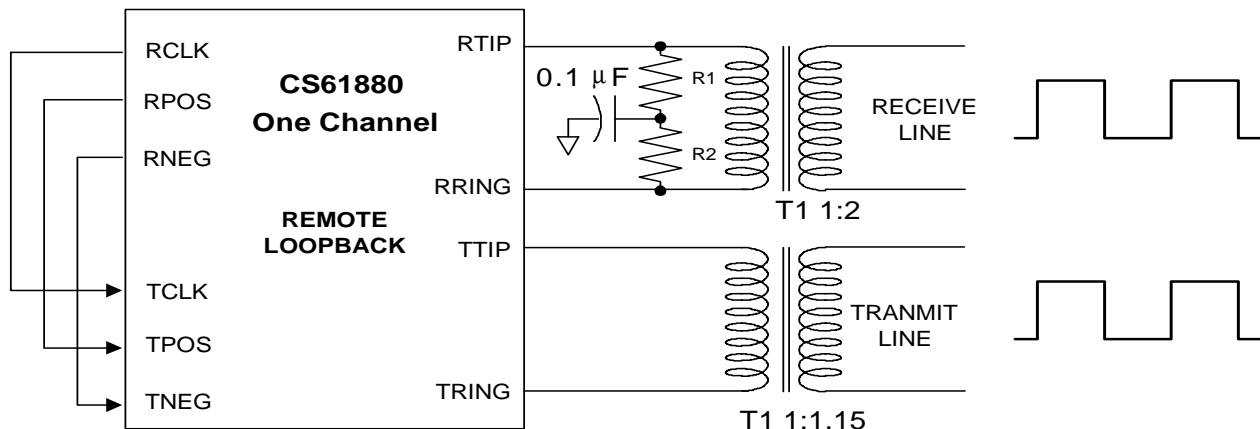 RCLK
RPOS
RNEG
TCLK
TPOS
TNEG
CS61880
One Channel
REMOTE
LOOPBACK
RTIP
RRING
TTIP
TRING
0.1 μF
R1
R2
RECEIVE
LINE
T1 1:2
TRANMIT
LINE
T1 1:1.15